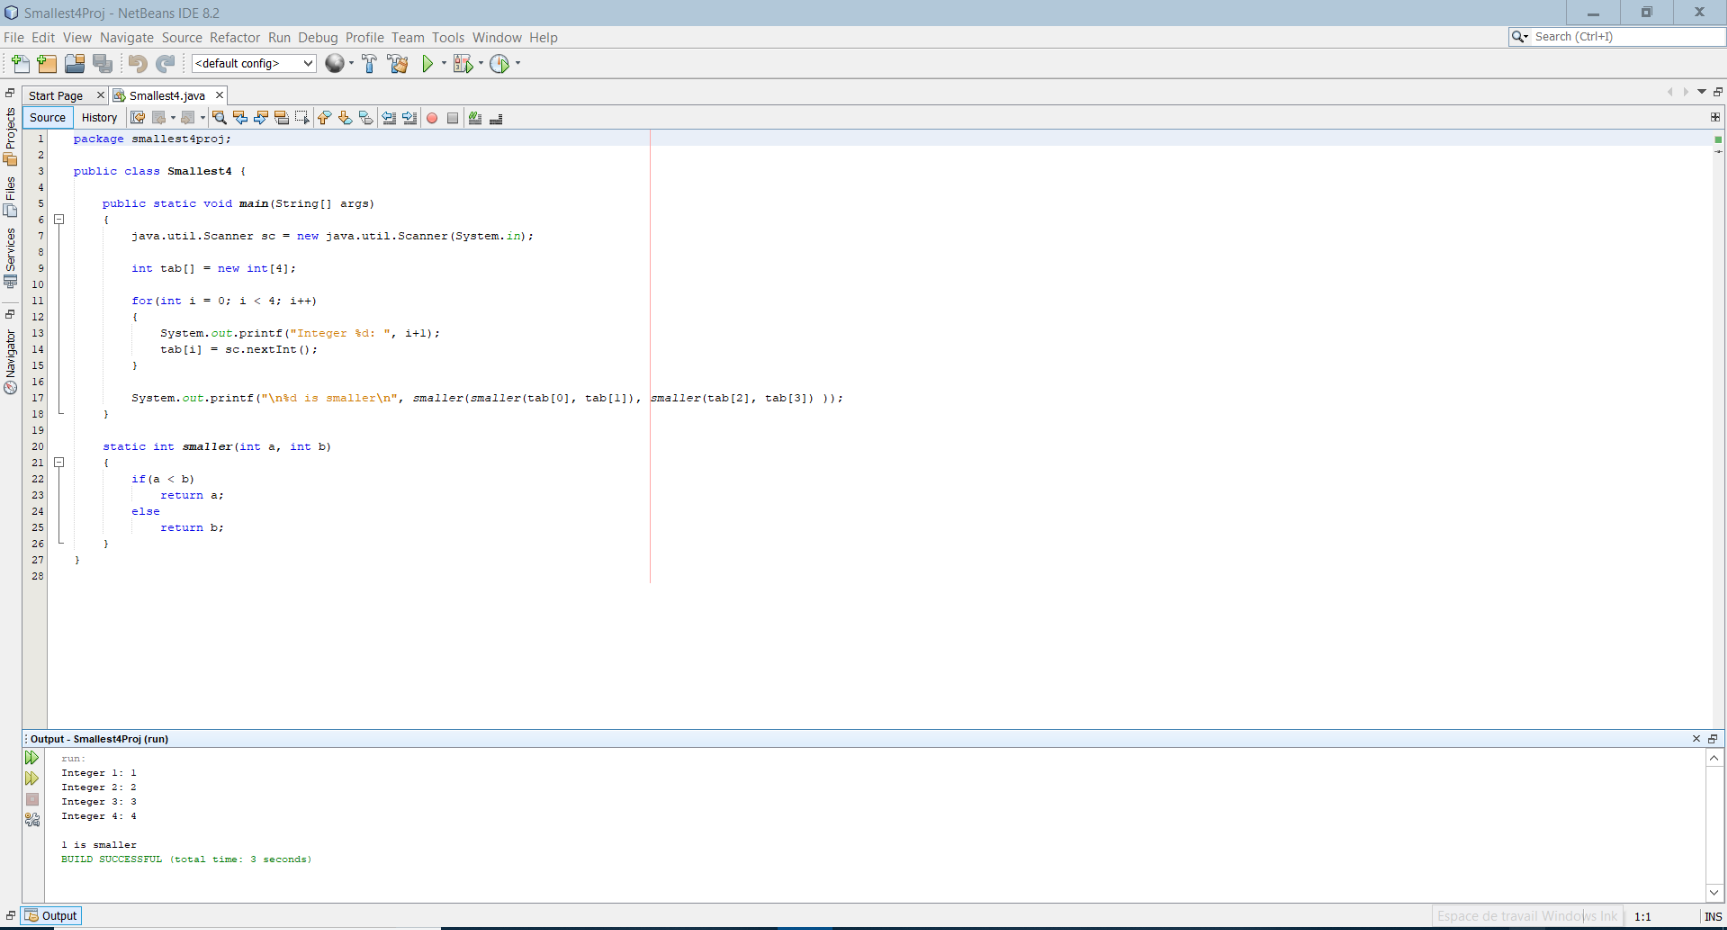 Smallest4Proj - NetBeans IDE 8.2
File Edit View Navigate Source Refactor Run Debug Profile Team Tools Window Help
Search (Ctrl+I)
<default config>
Start Page
Smallest4.java
Source
History
Projects
Files
Services
Navigator
1 package smallest4proj;
2
3 public class Smallest4 {
4
5 public static void main(String[] args)
6 {
7 java.util.Scanner sc = new java.util.Scanner(System.in);
8
9 int tab[] = new int[4];
10
11 for(int i = 0; i < 4; i++)
12 {
13 System.out.printf("Integer %d: ", i+1);
14 tab[i] = sc.nextInt();
15 }
16
17 System.out.printf("\n%d is smaller\n", smaller(smaller(tab[0], tab[1]), smaller(tab[2], tab[3]) ));
18 }
19
20 static int smaller(int a, int b)
21 {
22 if(a < b)
23 return a;
24 else
25 return b;
26 }
27 }
28
Output - Smallest4Proj (run)
run:
Integer 1: 1
Integer 2: 2
Integer 3: 3
Integer 4: 4
1 is smaller
BUILD SUCCESSFUL (total time: 3 seconds)
Output
Espace de travail Windows Ink
1:1
INS